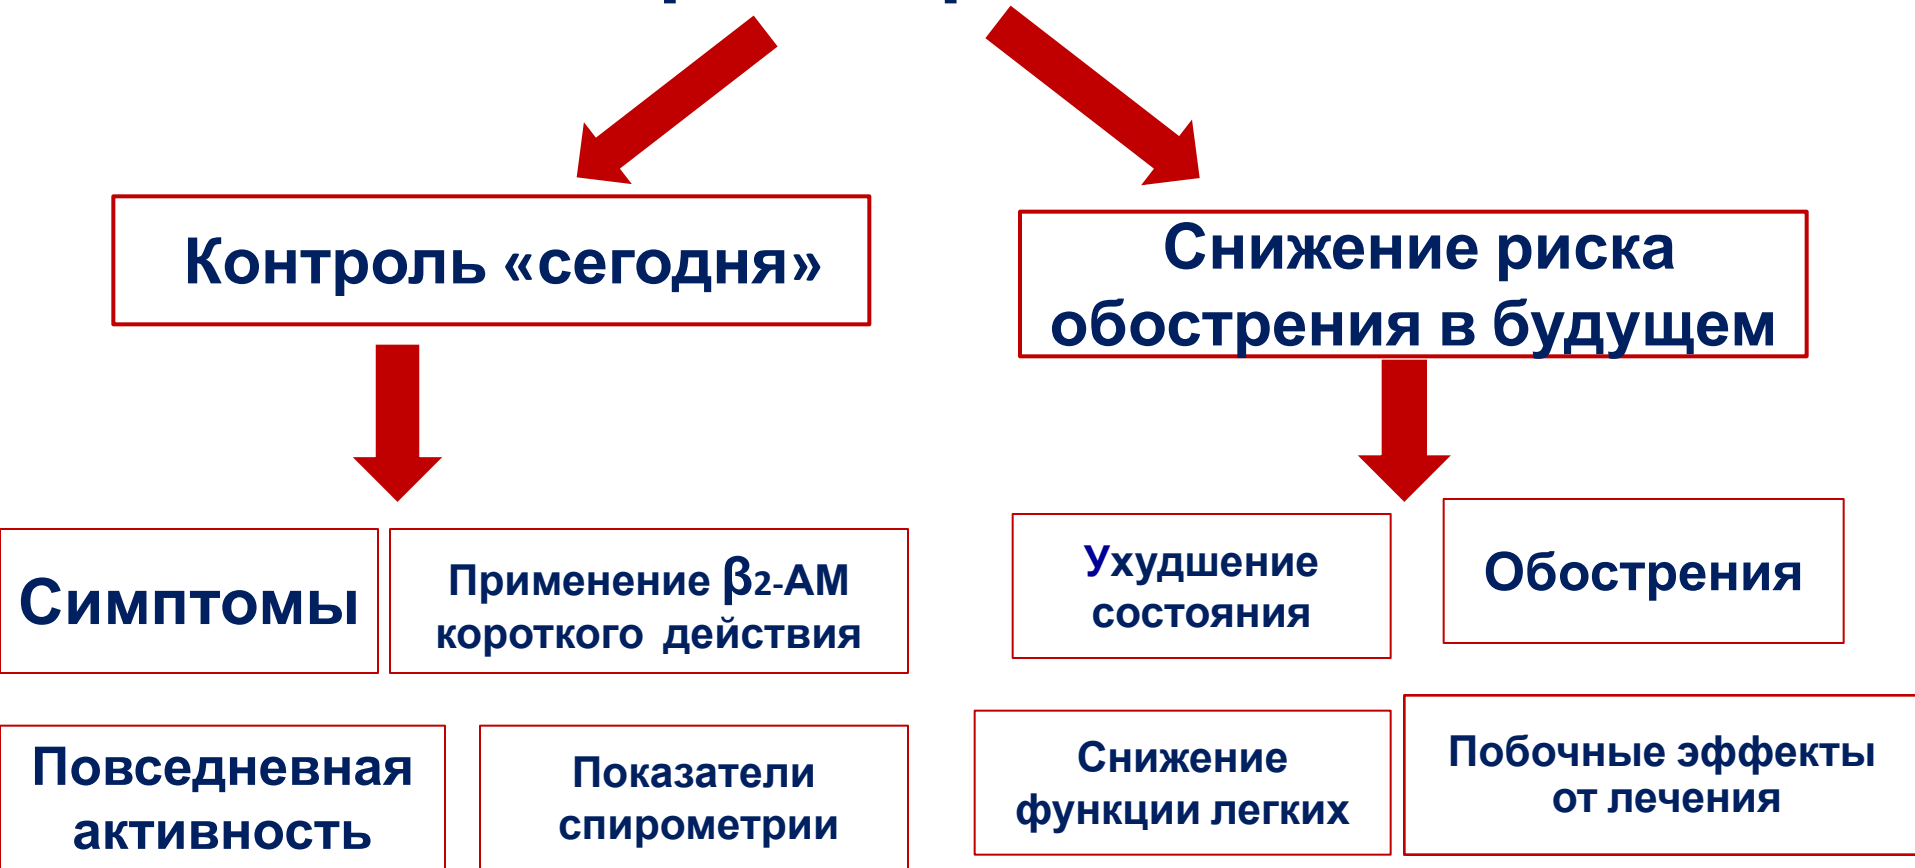 Контроль «сегодня»
Снижение риска
обострения в будущем
Симптомы
Применение β2-АМ
короткого действия
Ухудшение
состояния
Обострения
Повседневная
активность
Показатели
спирометрии
Снижение
функции легких
Побочные эффекты
от лечения